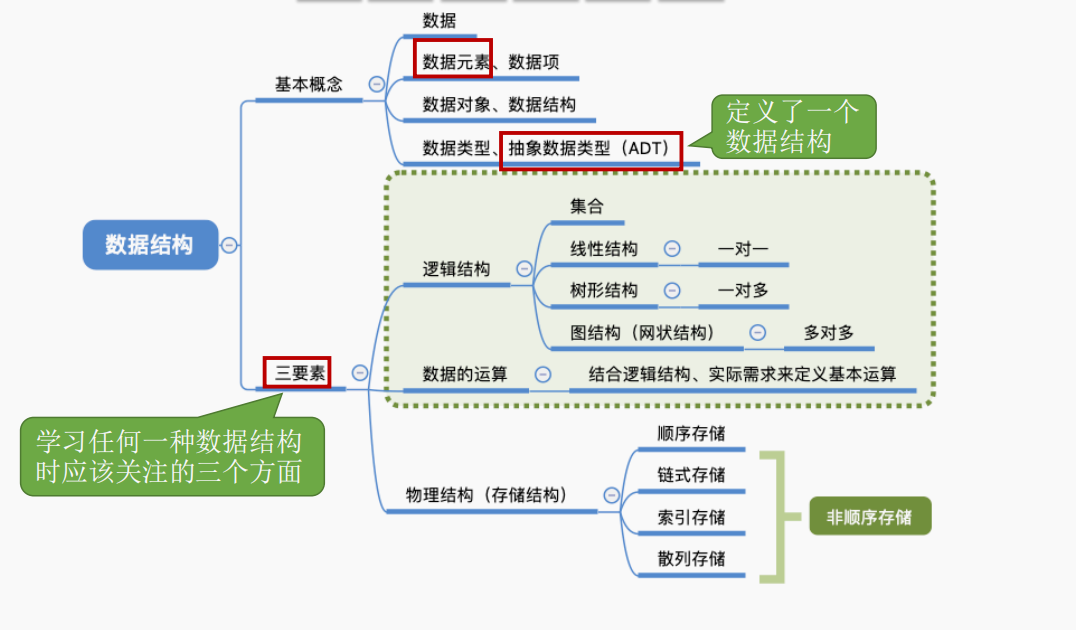 数据
数据元素、数据项
基本概念
数据对象、数据结构
定义了一个
数据结构
数据类型、抽象数据类型（ADT）
数据结构
集合
线性结构
一对一
逻辑结构
树形结构
一对多
图结构（网状结构）
多对多
三要素
数据的运算
结合逻辑结构、实际需求来定义基本运算
学习任何一种数据结构
时应该关注的三个方面
顺序存储
链式存储
物理结构（存储结构）
索引存储
非顺序存储
散列存储